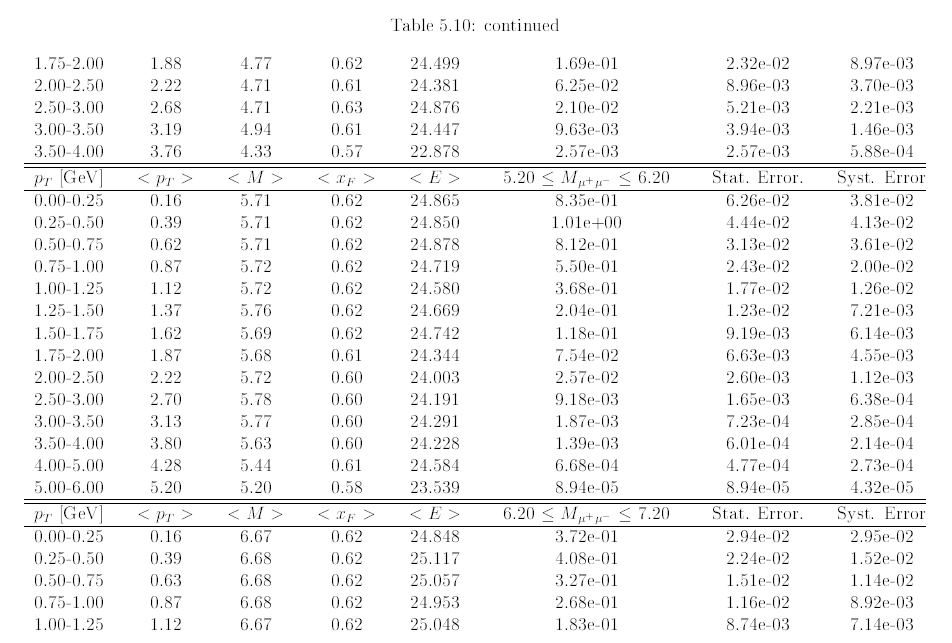 Table 5.10: continued
1.75-2.00 1.88 4.77 0.62 24.499 1.69e-01 2.32e-02 8.97e-03
2.00-2.50 2.22 4.71 0.61 24.381 6.25e-02 8.96e-03 3.70e-03
2.50-3.00 2.68 4.71 0.63 24.876 2.10e-02 5.21e-03 2.21e-03
3.00-3.50 3.19 4.94 0.61 24.447 9.63e-03 3.94e-03 1.46e-03
3.50-4.00 3.76 4.33 0.57 22.878 2.57e-03 2.57e-03 5.88e-04
p_T [GeV] < p_T > < M > < x_F > < E > 5.20 ≤ M_{μ+μ−} ≤ 6.20 Stat. Error. Syst. Error
0.00-0.25 0.16 5.71 0.62 24.865 8.35e-01 6.26e-02 3.81e-02
0.25-0.50 0.39 5.71 0.62 24.850 1.01e+00 4.44e-02 4.13e-02
0.50-0.75 0.62 5.71 0.62 24.878 8.12e-01 3.13e-02 3.61e-02
0.75-1.00 0.87 5.72 0.62 24.719 5.50e-01 2.43e-02 2.00e-02
1.00-1.25 1.12 5.72 0.62 24.580 3.68e-01 1.77e-02 1.26e-02
1.25-1.50 1.37 5.76 0.62 24.669 2.04e-01 1.23e-02 7.21e-03
1.50-1.75 1.62 5.69 0.62 24.742 1.18e-01 9.19e-03 6.14e-03
1.75-2.00 1.87 5.68 0.61 24.344 7.54e-02 6.63e-03 4.55e-03
2.00-2.50 2.22 5.72 0.60 24.003 2.57e-02 2.60e-03 1.12e-03
2.50-3.00 2.70 5.78 0.60 24.191 9.18e-03 1.65e-03 6.38e-04
3.00-3.50 3.13 5.77 0.60 24.291 1.87e-03 7.23e-04 2.85e-04
3.50-4.00 3.80 5.63 0.60 24.228 1.39e-03 6.01e-04 2.14e-04
4.00-5.00 4.28 5.44 0.61 24.584 6.68e-04 4.77e-04 2.73e-04
5.00-6.00 5.20 5.20 0.58 23.539 8.94e-05 8.94e-05 4.32e-05
p_T [GeV] < p_T > < M > < x_F > < E > 6.20 ≤ M_{μ+μ−} ≤ 7.20 Stat. Error. Syst. Error
0.00-0.25 0.16 6.67 0.62 24.848 3.72e-01 2.94e-02 2.95e-02
0.25-0.50 0.39 6.68 0.62 25.117 4.08e-01 2.24e-02 1.52e-02
0.50-0.75 0.63 6.68 0.62 25.057 3.27e-01 1.51e-02 1.14e-02
0.75-1.00 0.87 6.68 0.62 24.953 2.68e-01 1.16e-02 8.92e-03
1.00-1.25 1.12 6.67 0.62 25.048 1.83e-01 8.74e-03 7.14e-03